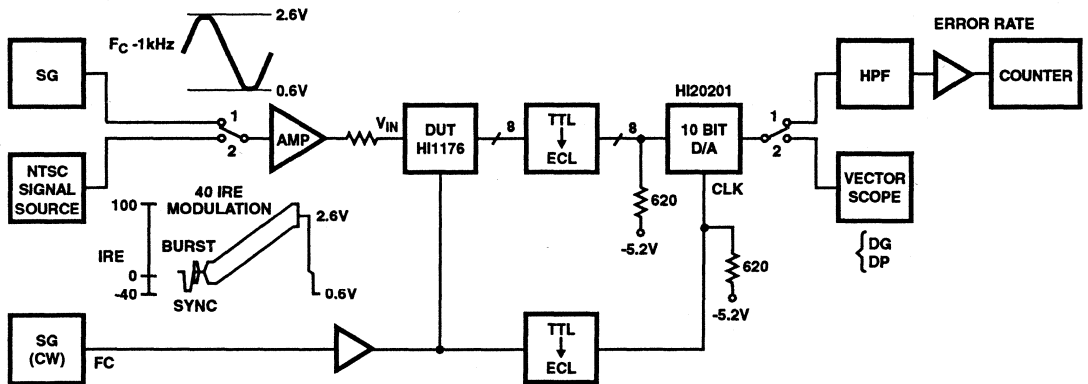 2.6V
F_C -1kHz
0.6V
ERROR RATE
SG
HPF
COUNTER
HI20201
1
2
AMP
V_IN
DUT
HI1176
8
TTL
ECL
8
10 BIT
D/A
1
2
CLK
NTSC
SIGNAL
SOURCE
620
-5.2V
VECTOR
SCOPE
DG
DP
40 IRE
MODULATION
100
2.6V
BURST
IRE
0
-40
SYNC
0.6V
620
-5.2V
SG
(CW)
FC
TTL
ECL